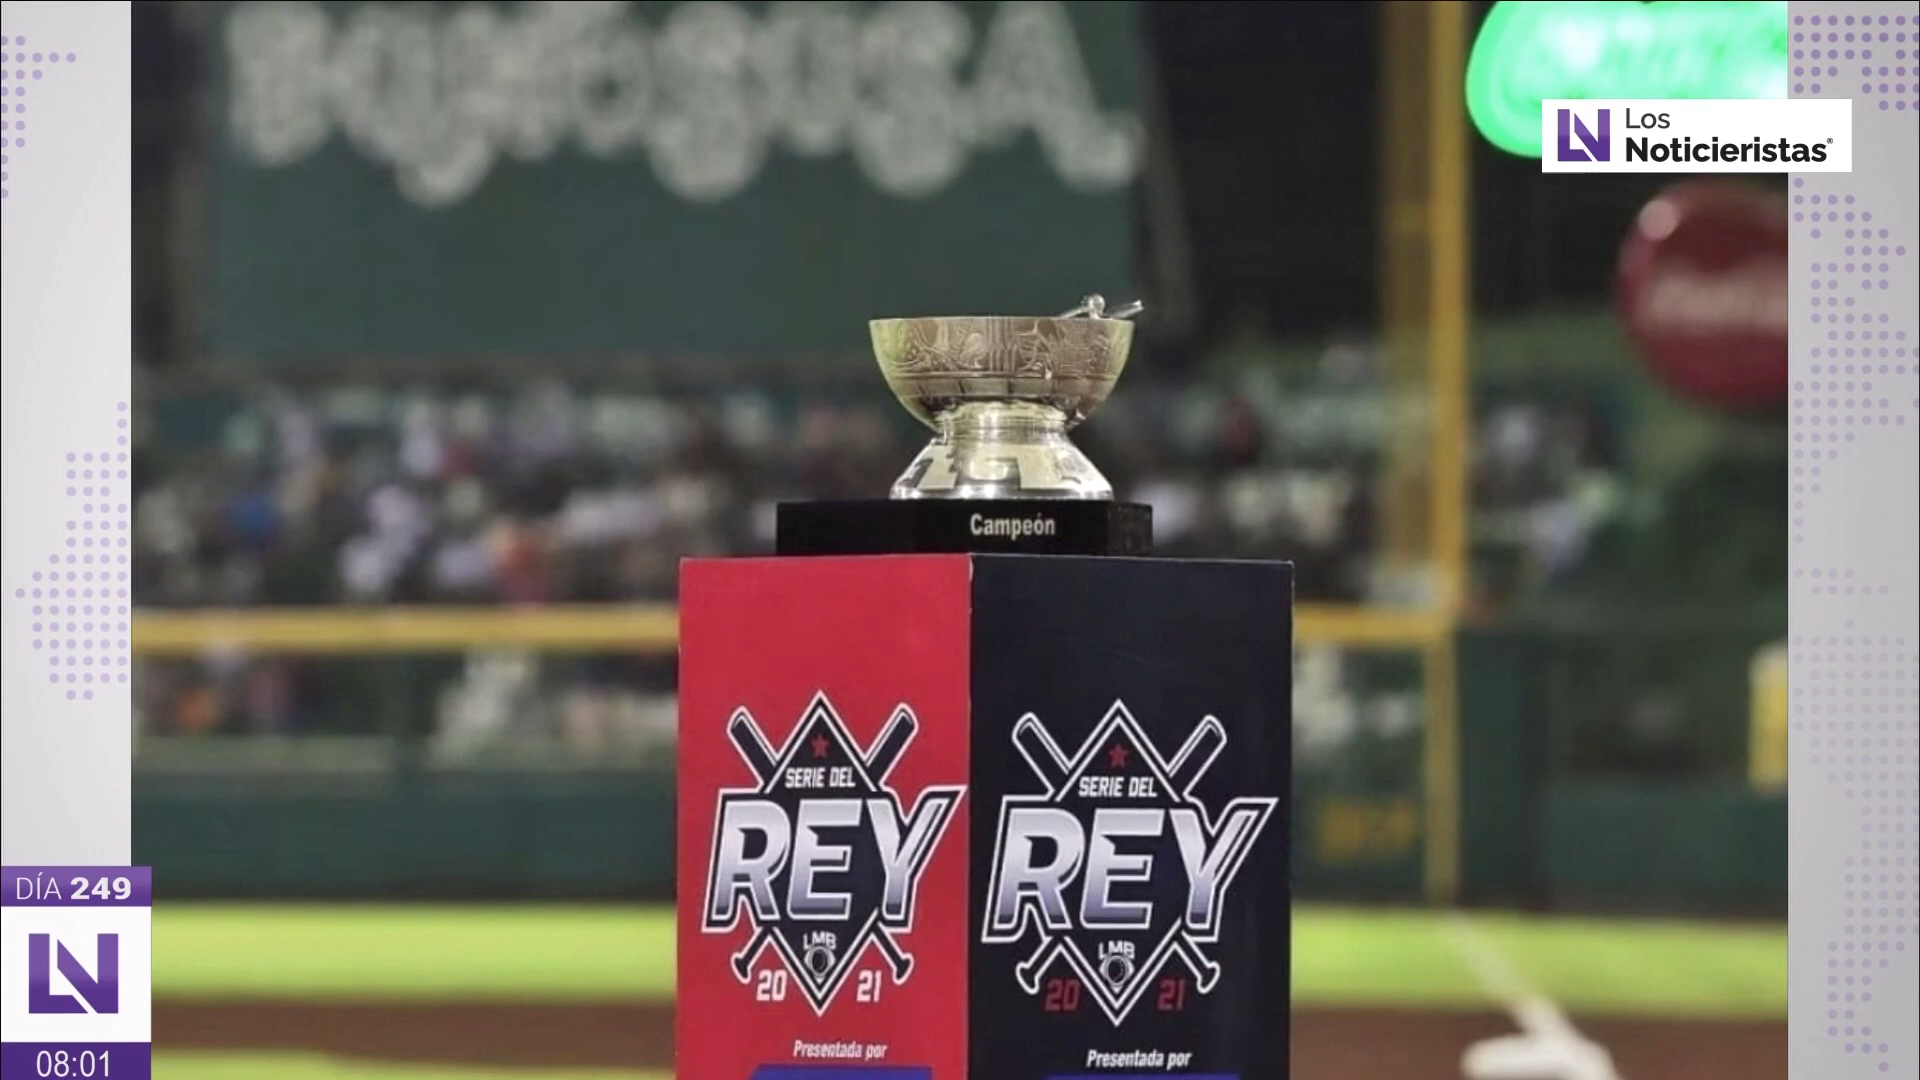 Los
Noticieristas
Campeón
SERIE DEL
REY
LMB
20 21
Presentada por
SERIE DEL
REY
LMB
20 21
Presentada por
DÍA 249
LN
08:01